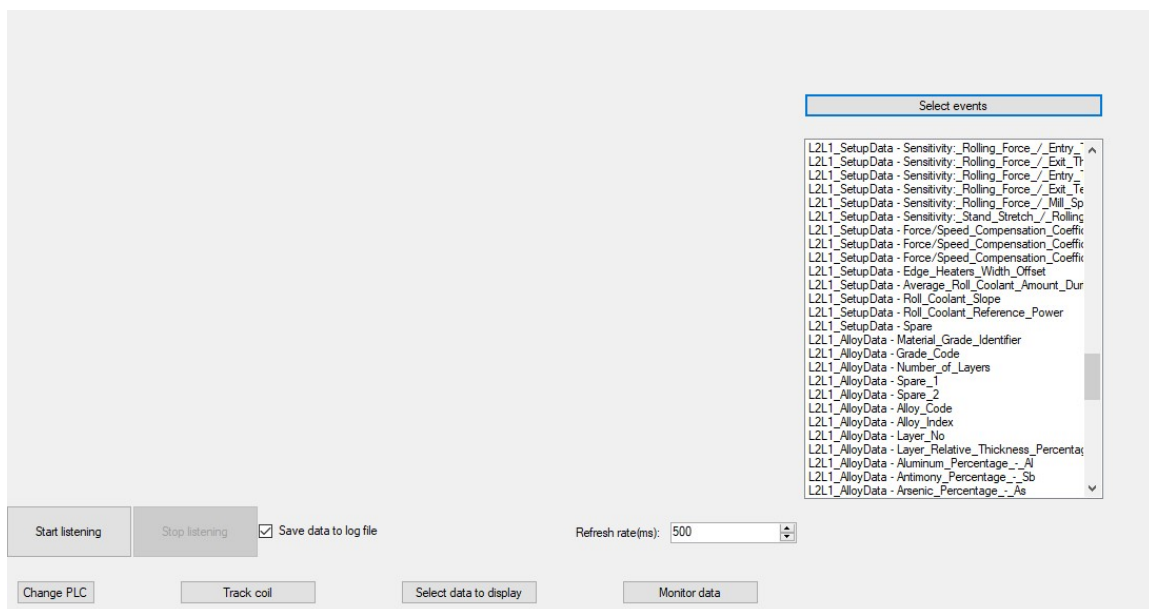 Select events
L2L1_SetupData - Sensitivity:_Rolling_Force_/_Entry_
L2L1_SetupData - Sensitivity:_Rolling_Force_/_Exit_Th
L2L1_SetupData - Sensitivity:_Rolling_Force_/_Entry_
L2L1_SetupData - Sensitivity:_Rolling_Force_/_Exit_Te
L2L1_SetupData - Sensitivity:_Rolling_Force_/_Mill_Sp
L2L1_SetupData - Sensitivity:_Stand_Stretch_/_Rolling
L2L1_SetupData - Force/Speed_Compensation_Coeffic
L2L1_SetupData - Force/Speed_Compensation_Coeffic
L2L1_SetupData - Force/Speed_Compensation_Coeffic
L2L1_SetupData - Edge_Heaters_Width_Offset
L2L1_SetupData - Average_Roll_Coolant_Amount_Dur
L2L1_SetupData - Roll_Coolant_Slope
L2L1_SetupData - Roll_Coolant_Reference_Power
L2L1_SetupData - Spare
L2L1_AlloyData - Material_Grade_Identifier
L2L1_AlloyData - Grade_Code
L2L1_AlloyData - Number_of_Layers
L2L1_AlloyData - Spare_1
L2L1_AlloyData - Spare_2
L2L1_AlloyData - Alloy_Code
L2L1_AlloyData - Alloy_Index
L2L1_AlloyData - Layer_No
L2L1_AlloyData - Layer_Relative_Thickness_Percentag
L2L1_AlloyData - Aluminum_Percentage_-_Al
L2L1_AlloyData - Antimony_Percentage_-_Sb
L2L1_AlloyData - Arsenic_Percentage_-_As
Start listening
Stop listening
Save data to log file
Refresh rate(ms): 500
Change PLC
Track coil
Select data to display
Monitor data